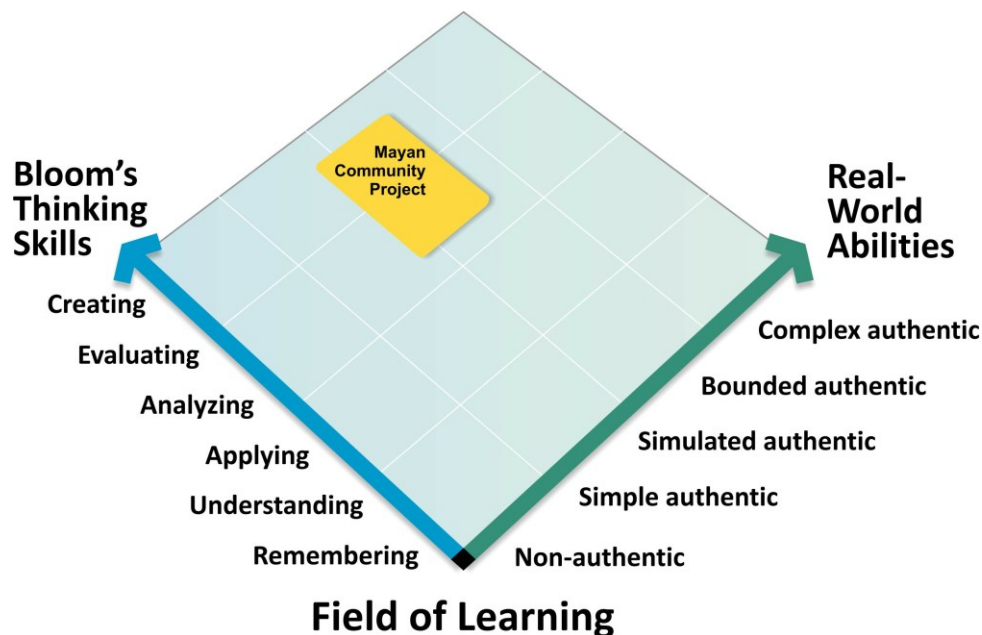 Mayan
Community
Project
Bloom’s
Thinking
Skills
Creating
Evaluating
Analyzing
Applying
Understanding
Remembering
Real-
World
Abilities
Complex authentic
Bounded authentic
Simulated authentic
Simple authentic
Non-authentic
Field of Learning